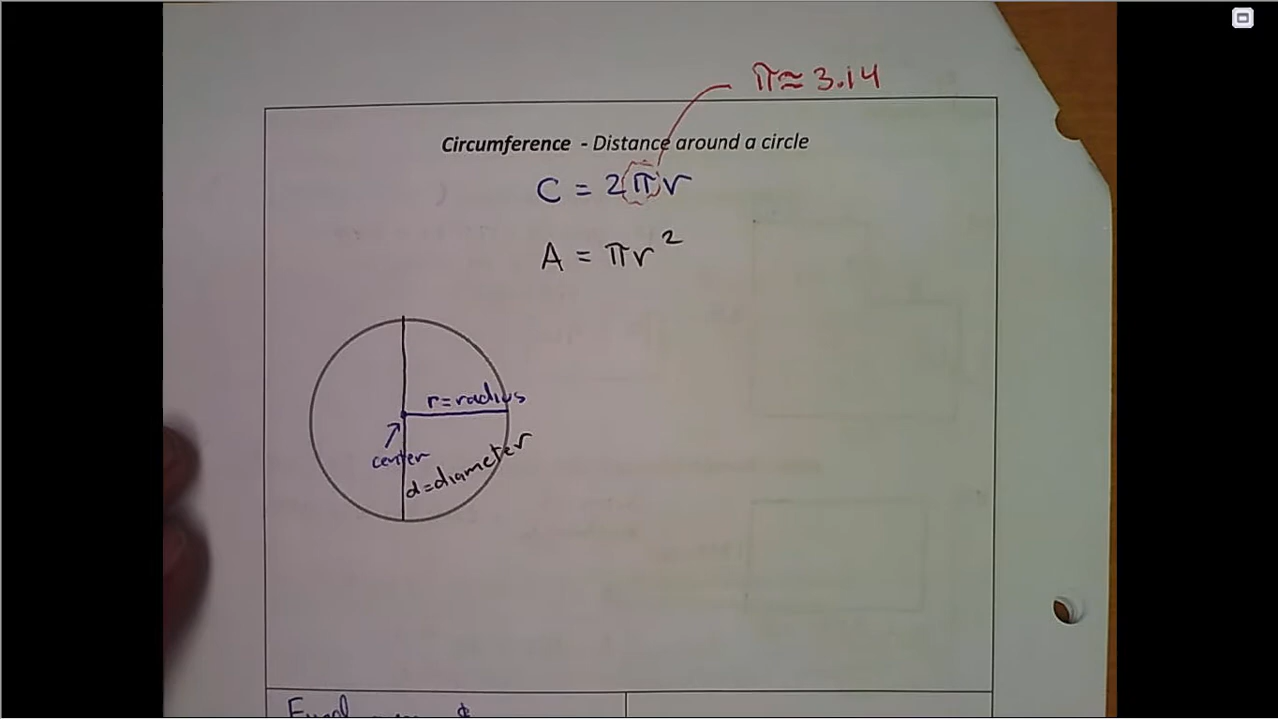 π ≈ 3.14
Circumference - Distance around a circle
C = 2πr
A = πr²
r=radius
center
d=diameter